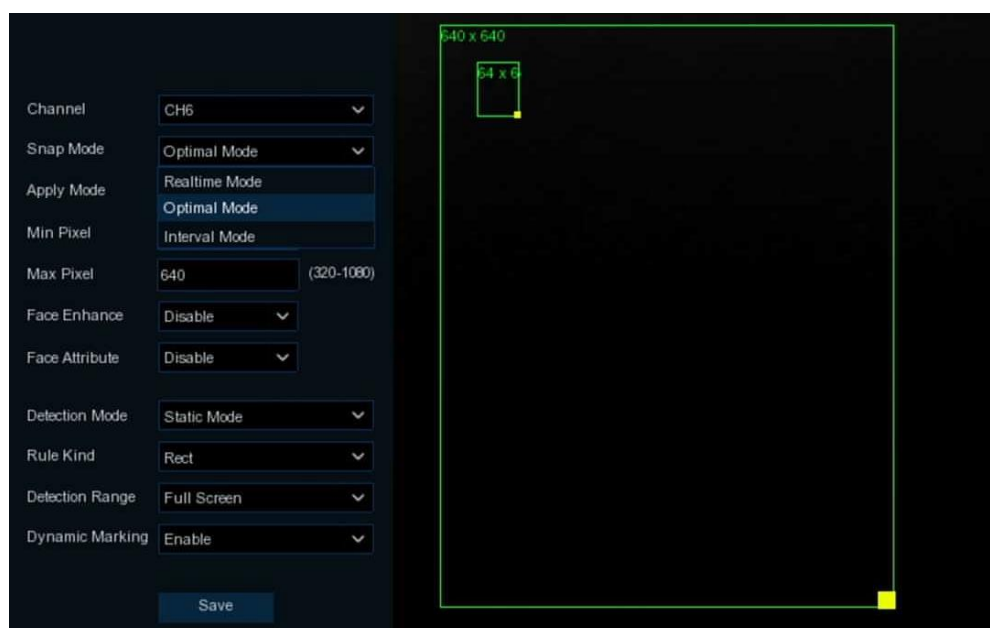 640 x 640
64 x 6
Channel CH6
Snap Mode Optimal Mode
Apply Mode Realtime Mode
Optimal Mode
Min Pixel Interval Mode
Max Pixel 640 (320-1080)
Face Enhance Disable
Face Attribute Disable
Detection Mode Static Mode
Rule Kind Rect
Detection Range Full Screen
Dynamic Marking Enable
Save